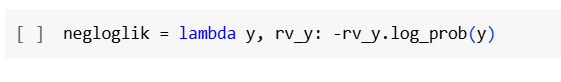 [ ] negloglik = lambda y, rv_y: -rv_y.log_prob(y)